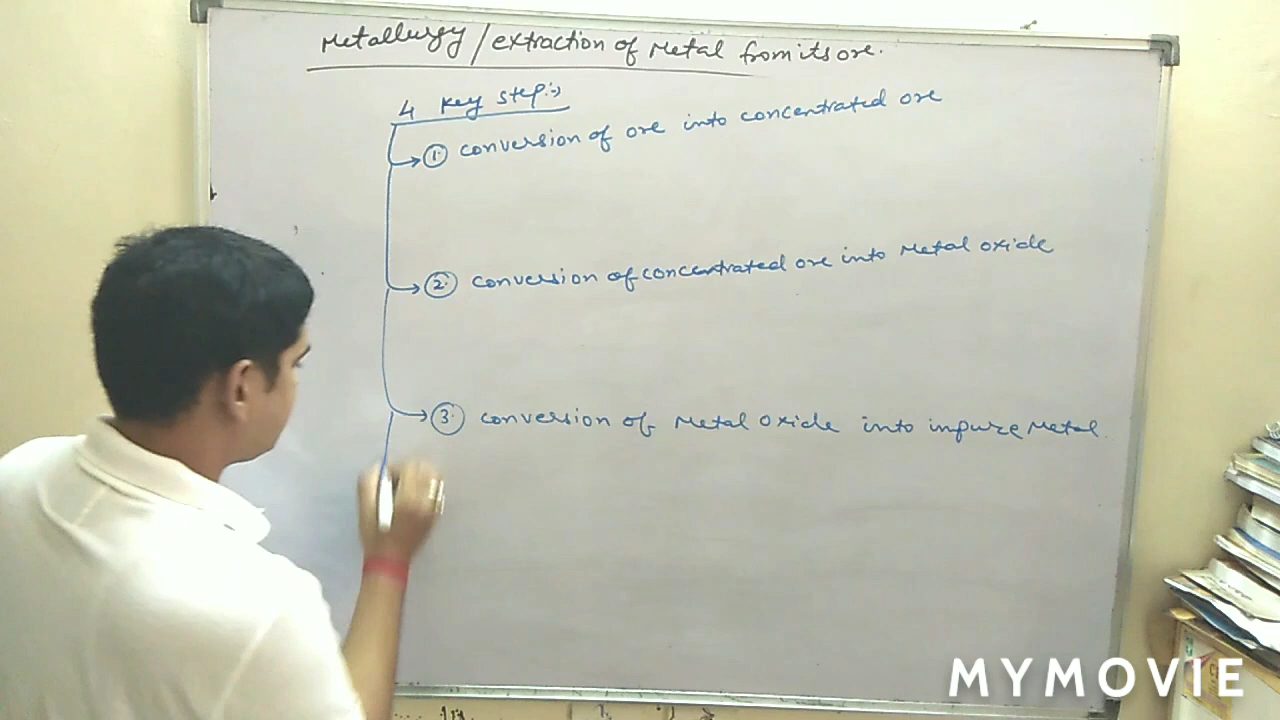 Metallurgy / extraction of Metal from its ore.
4 Key step:→
1. conversion of ore into concentrated ore
2. conversion of concentrated ore into Metal oxide
3. conversion of Metal oxide into impure Metal.
MYMOVIE